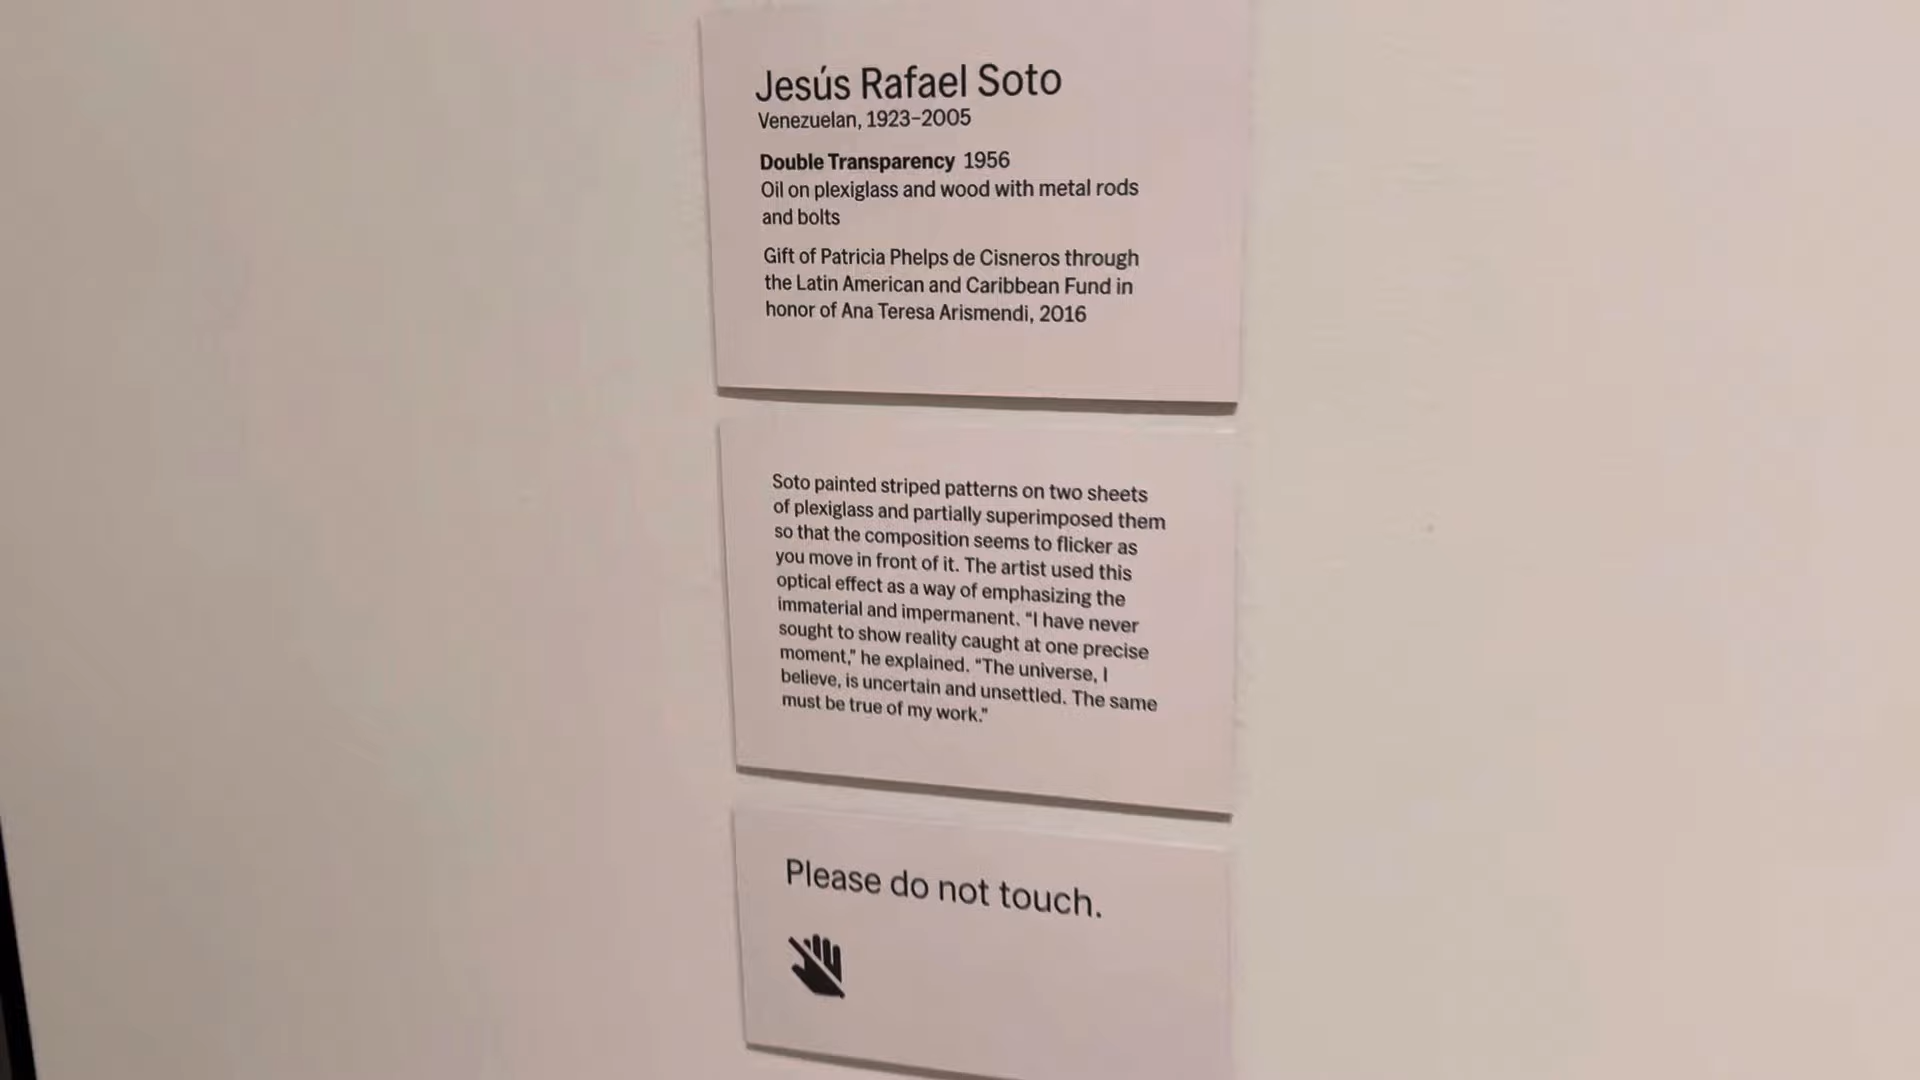 Jesús Rafael Soto
Venezuelan, 1923–2005
Double Transparency 1956
Oil on plexiglass and wood with metal rods
and bolts
Gift of Patricia Phelps de Cisneros through
the Latin American and Caribbean Fund in
honor of Ana Teresa Arismendi, 2016
Soto painted striped patterns on two sheets
of plexiglass and partially superimposed them
so that the composition seems to flicker as
you move in front of it. The artist used this
optical effect as a way of emphasizing the
immaterial and impermanent. “I have never
sought to show reality caught at one precise
moment,” he explained. “The universe, I
believe, is uncertain and unsettled. The same
must be true of my work.”
Please do not touch.